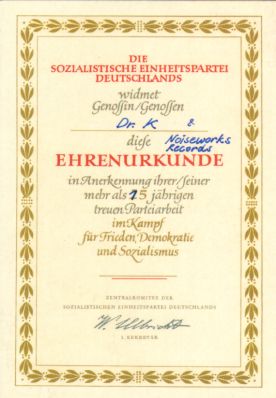 DIE
SOZIALISTISCHE EINHEITSPARTEI
DEUTSCHLANDS
widmet
Genossin/Genossen
Dr. K &
diese Noiseworks
Records
EHRENURKUNDE
in Anerkennung ihrer/seiner
mehr als 15 jährigen
treuen Parteiarbeit
im Kampf
für Frieden, Demokratie
und Sozialismus
ZENTRALKOMITEE DER
SOZIALISTISCHEN EINHEITSPARTEI DEUTSCHLANDS
W. Ulbricht
1. SEKRETÄR